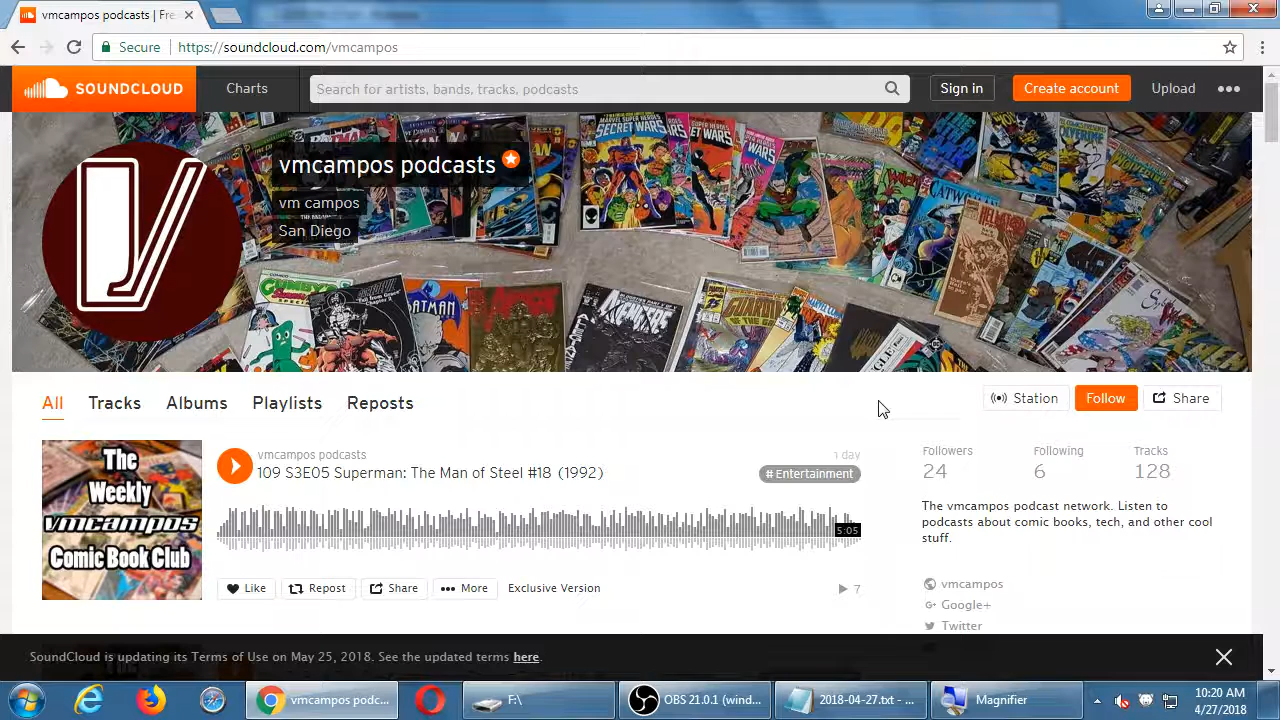 vmcampos podcasts | Fre
Secure
https://soundcloud.com/vmcampos
SOUNDCLOUD
Charts
Search for artists, bands, tracks, podcasts
Sign in
Create account
Upload
vmcampos podcasts
vm campos
San Diego
SECRET WARS
BATMAN
All
Tracks
Albums
Playlists
Reposts
Station
Follow
Share
The
Weekly
vmcampos
Comic Book Club
vmcampos podcasts
1 day
109 S3E05 Superman: The Man of Steel #18 (1992)
# Entertainment
5:05
Like
Repost
Share
More
Exclusive Version
7
Followers
24
Following
6
Tracks
128
The vmcampos podcast network. Listen to
podcasts about comic books, tech, and other cool
stuff.
vmcampos
Google+
Twitter
SoundCloud is updating its Terms of Use on May 25, 2018. See the updated terms here.
vmcampos podc...
F:\
OBS 21.0.1 (wind...
2018-04-27.txt - ...
Magnifier
10:20 AM
4/27/2018